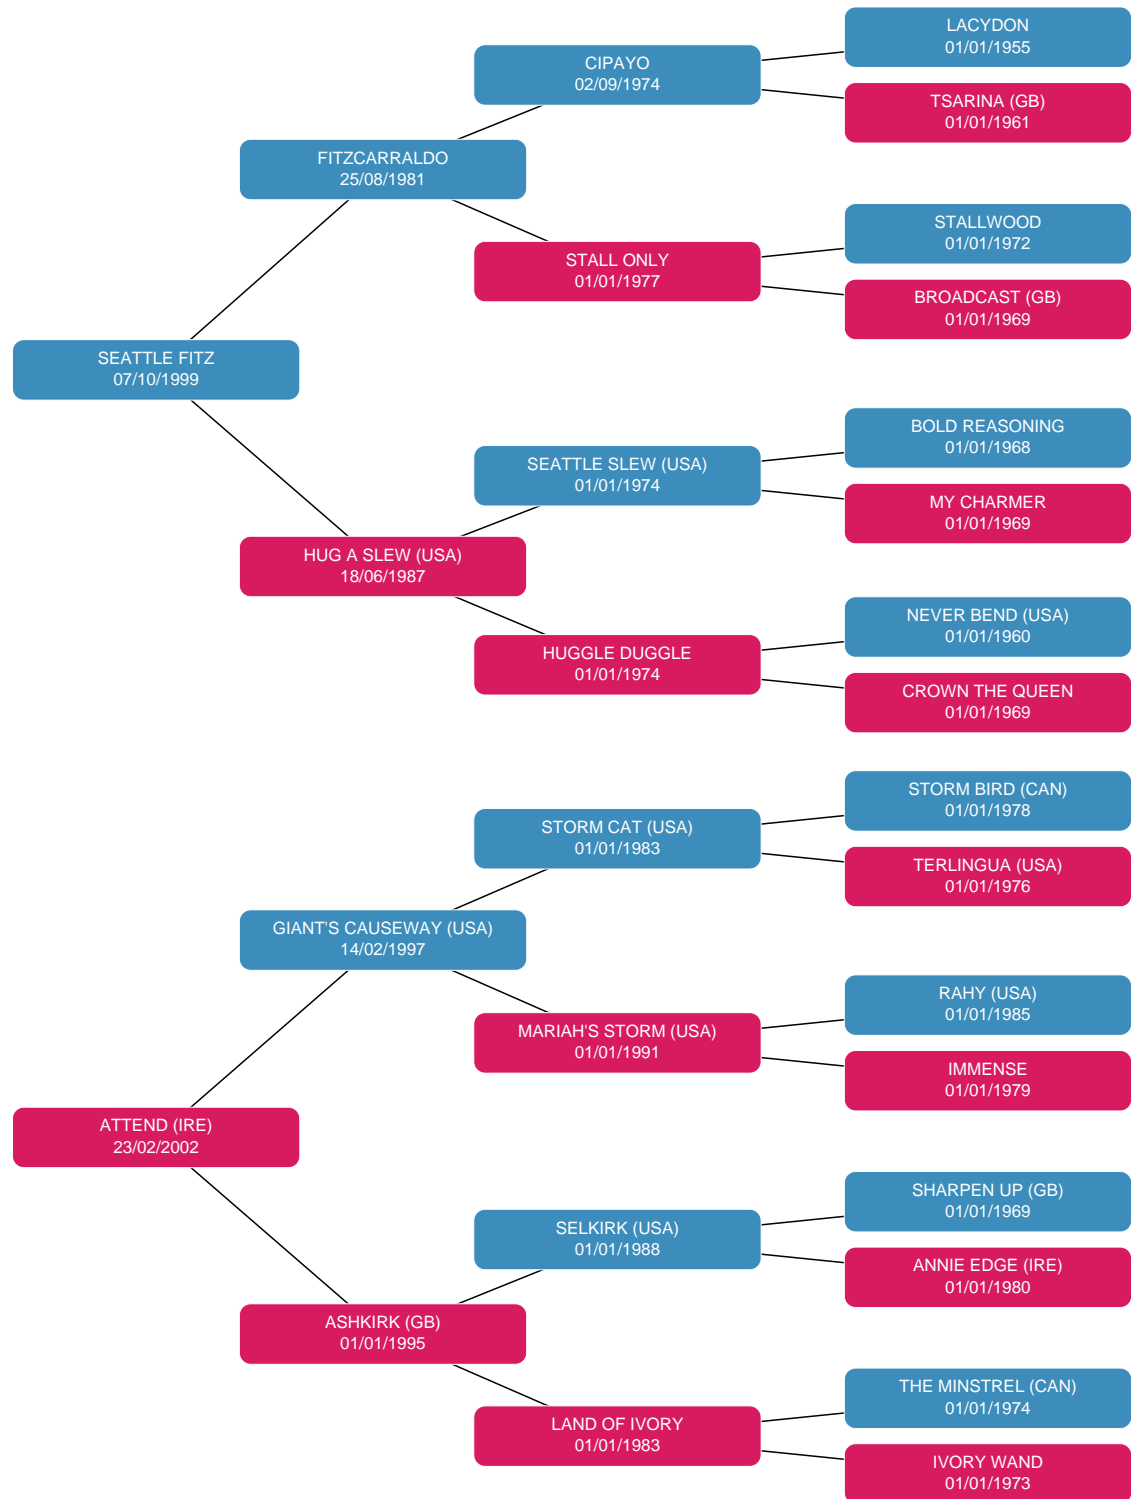 LACYDON
01/01/1955
CIPAYO
02/09/1974
TSARINA (GB)
01/01/1961
FITZCARRALDO
25/08/1981
STALLWOOD
01/01/1972
STALL ONLY
01/01/1977
BROADCAST (GB)
01/01/1969
SEATTLE FITZ
07/10/1999
BOLD REASONING
01/01/1968
SEATTLE SLEW (USA)
01/01/1974
MY CHARMER
01/01/1969
HUG A SLEW (USA)
18/06/1987
NEVER BEND (USA)
01/01/1960
HUGGLE DUGGLE
01/01/1974
CROWN THE QUEEN
01/01/1969
STORM BIRD (CAN)
01/01/1978
STORM CAT (USA)
01/01/1983
TERLINGUA (USA)
01/01/1976
GIANT'S CAUSEWAY (USA)
14/02/1997
RAHY (USA)
01/01/1985
MARIAH'S STORM (USA)
01/01/1991
IMMENSE
01/01/1979
ATTEND (IRE)
23/02/2002
SHARPEN UP (GB)
01/01/1969
SELKIRK (USA)
01/01/1988
ANNIE EDGE (IRE)
01/01/1980
ASHKIRK (GB)
01/01/1995
THE MINSTREL (CAN)
01/01/1974
LAND OF IVORY
01/01/1983
IVORY WAND
01/01/1973